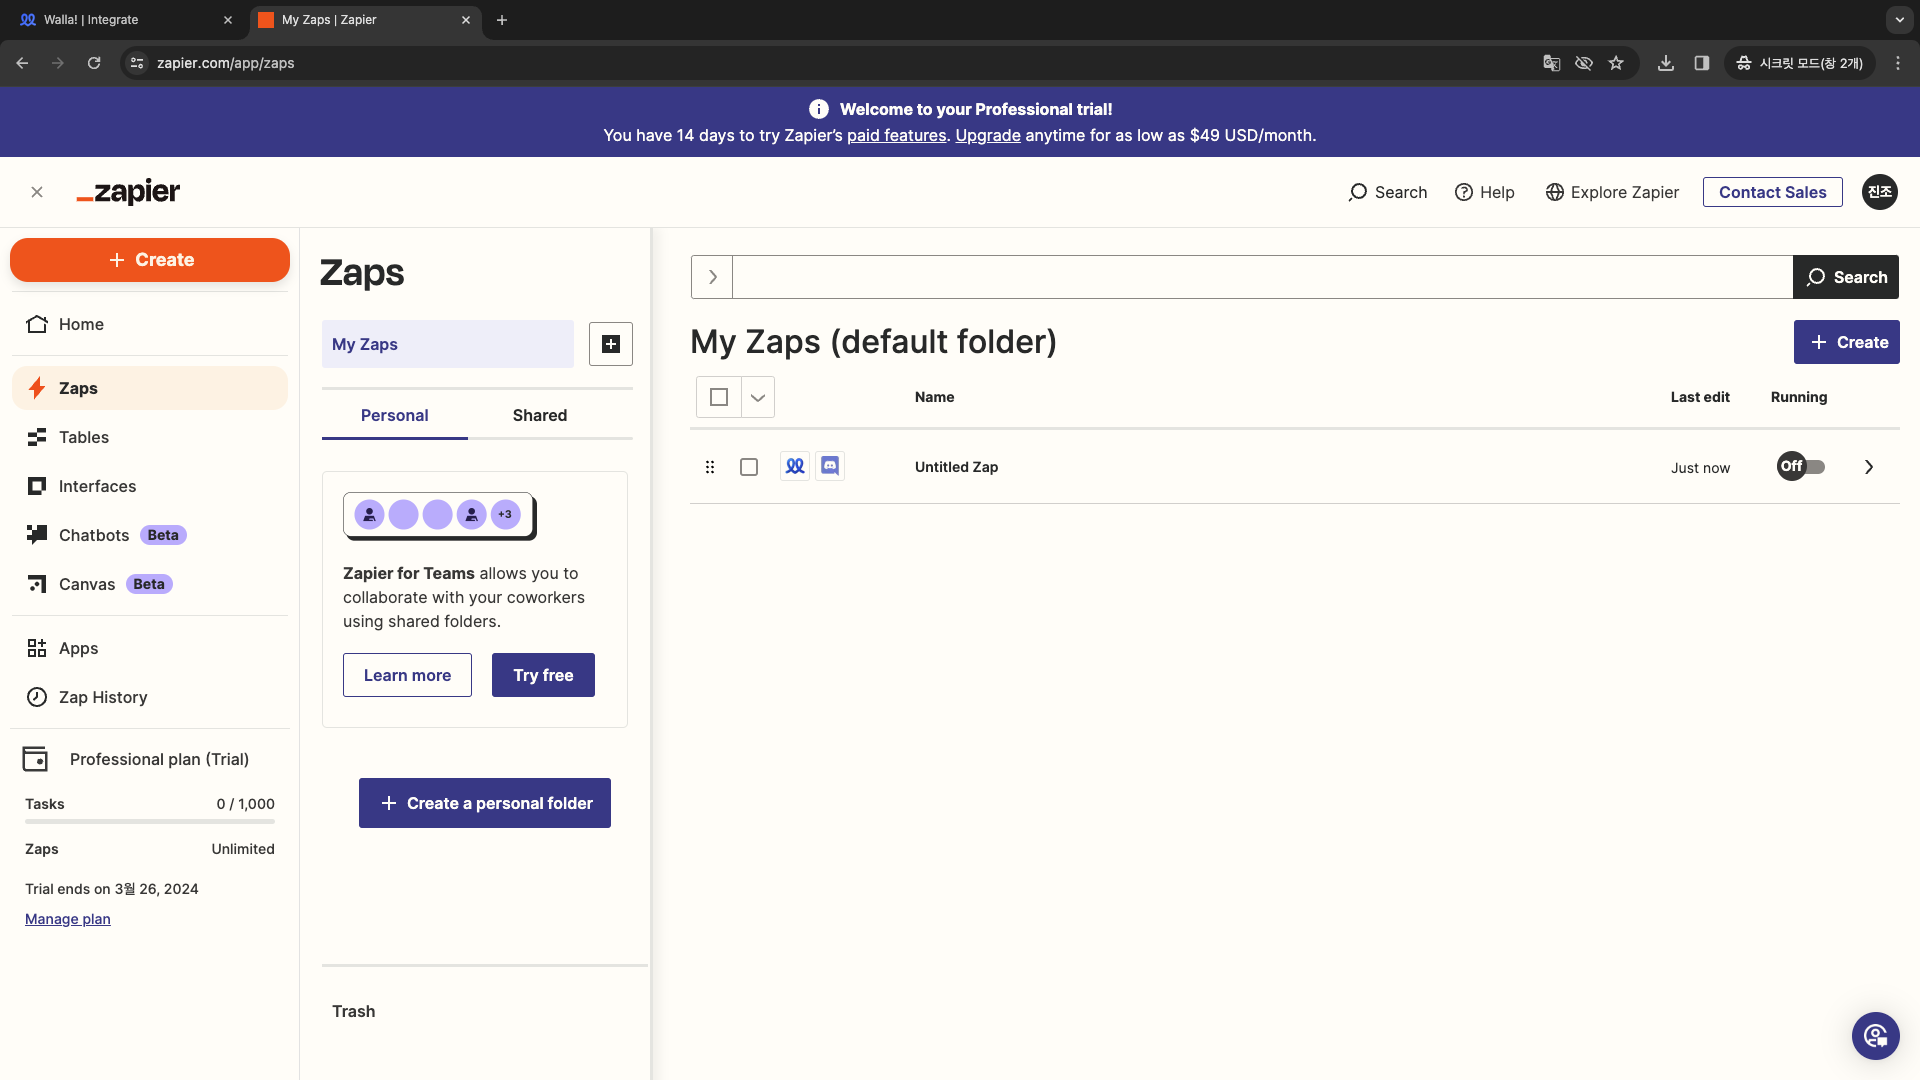 Walla! | Integrate
My Zaps | Zapier
zapier.com/app/zaps
시크릿 모드(창 2개)
Welcome to your Professional trial!
You have 14 days to try Zapier's paid features. Upgrade anytime for as low as $49 USD/month.
zapier
Search
Help
Explore Zapier
Contact Sales
진조
Create
Home
Zaps
Tables
Interfaces
Chatbots Beta
Canvas Beta
Apps
Zap History
Professional plan (Trial)
Tasks 0 / 1,000
Zaps Unlimited
Trial ends on 3월 26, 2024
Manage plan
Zaps
My Zaps
Personal
Shared
+3
Zapier for Teams allows you to
collaborate with your coworkers
using shared folders.
Learn more
Try free
Create a personal folder
Trash
Search
My Zaps (default folder)
Create
Name
Last edit
Running
Untitled Zap
Just now
Off